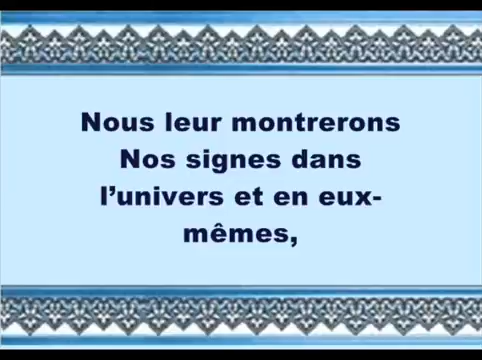 Nous leur montrerons
Nos signes dans
l’univers et en eux-
mêmes,